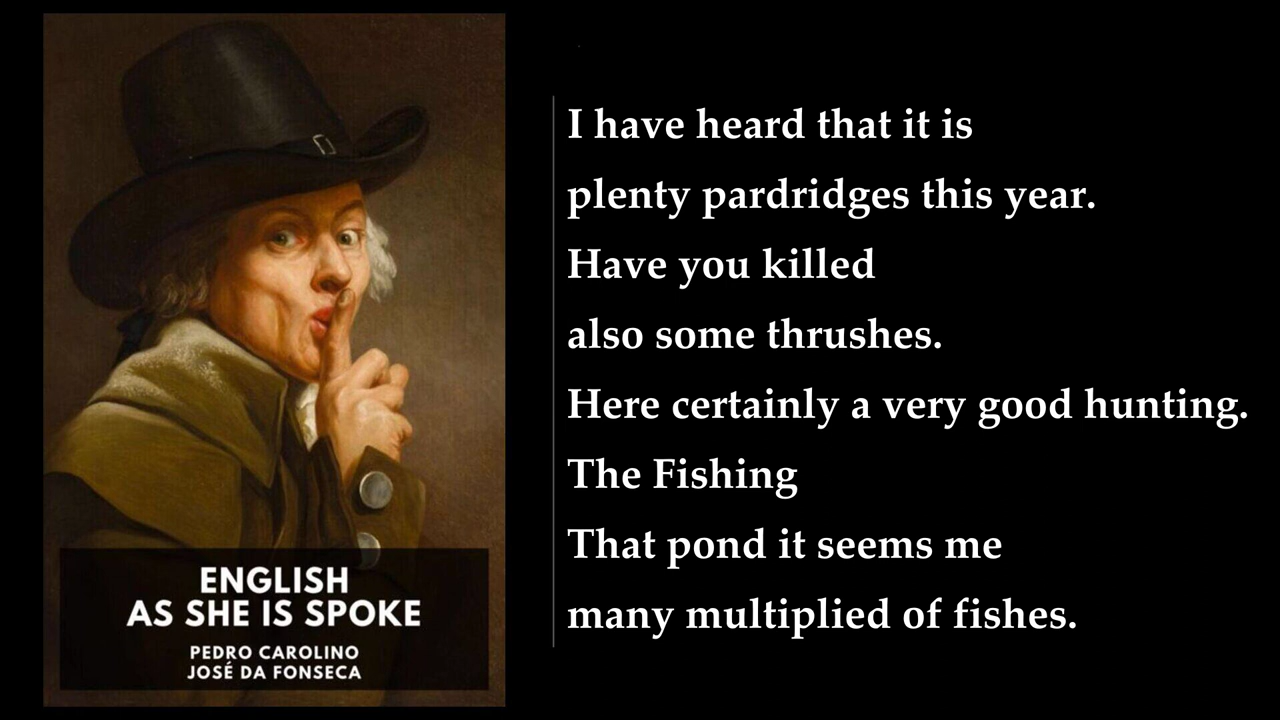 ENGLISH
AS SHE IS SPOKE
PEDRO CAROLINO
JOSÉ DA FONSECA
I have heard that it is
plenty pardridges this year.
Have you killed
also some thrushes.
Here certainly a very good hunting.
The Fishing
That pond it seems me
many multiplied of fishes.